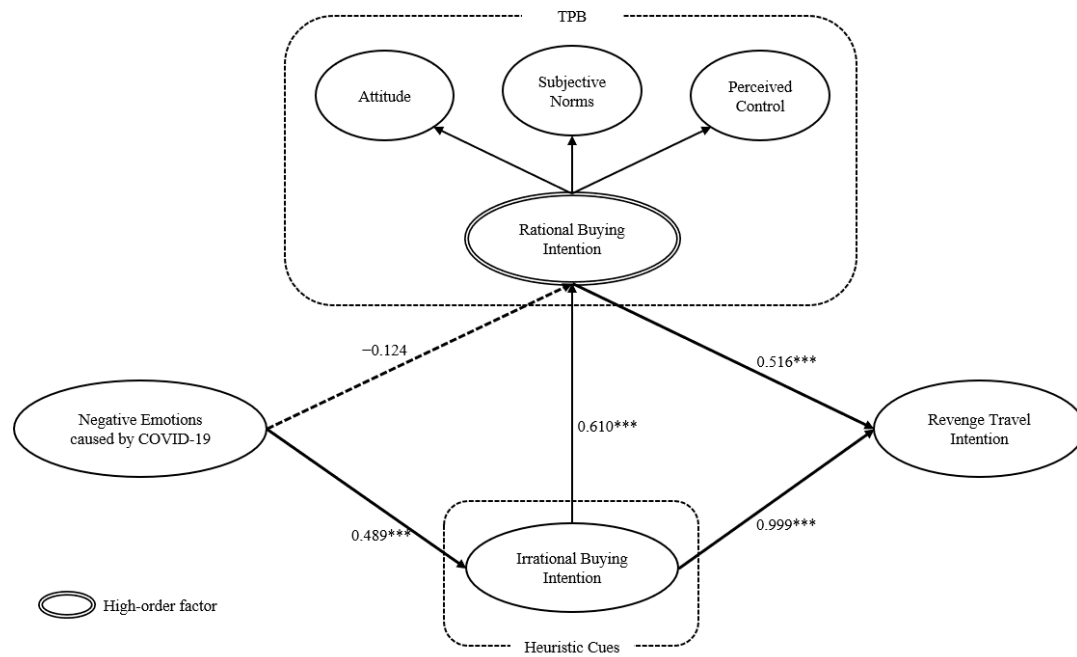 TPB
Attitude
Subjective
Norms
Perceived
Control
Rational Buying
Intention
−0.124
0.516***
Negative Emotions
caused by COVID-19
0.610***
Revenge Travel
Intention
0.489***
0.999***
Irrational Buying
Intention
High-order factor
Heuristic Cues